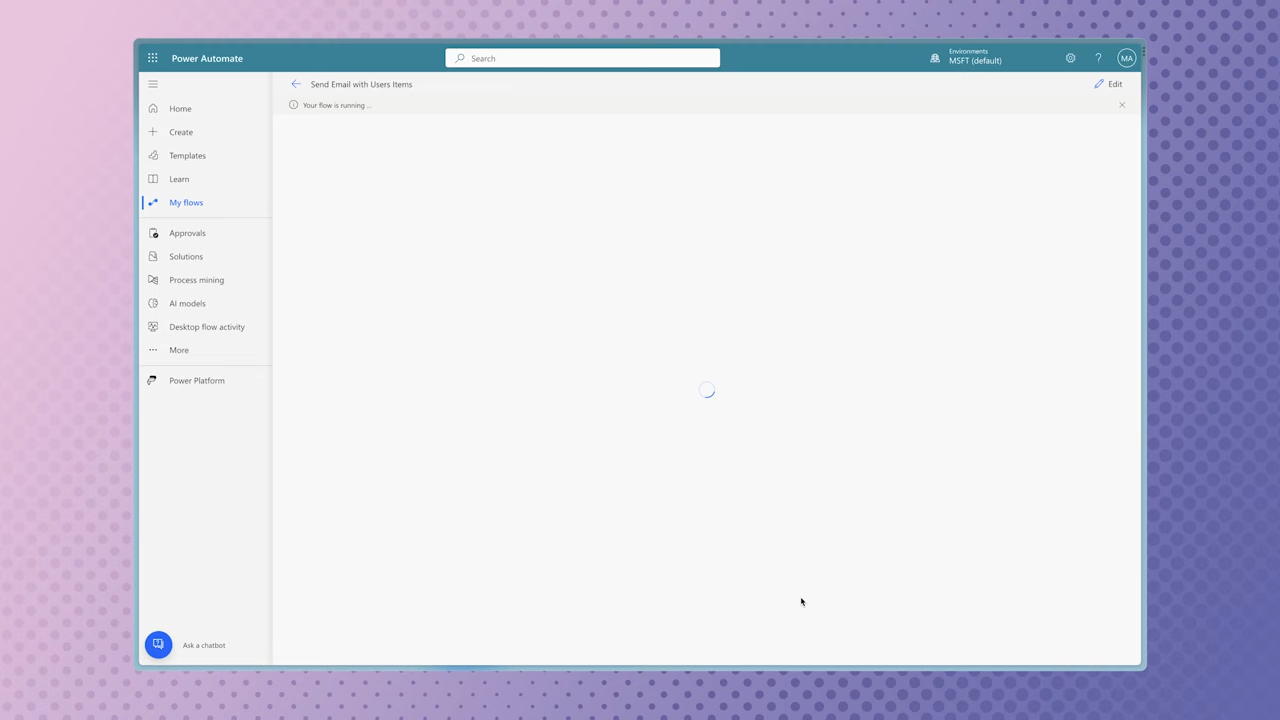 Power Automate
Search
Environments
MSFT (default)
MA
Send Email with Users Items
Edit
Your flow is running ...
Home
Create
Templates
Learn
My flows
Approvals
Solutions
Process mining
AI models
Desktop flow activity
More
Power Platform
Ask a chatbot